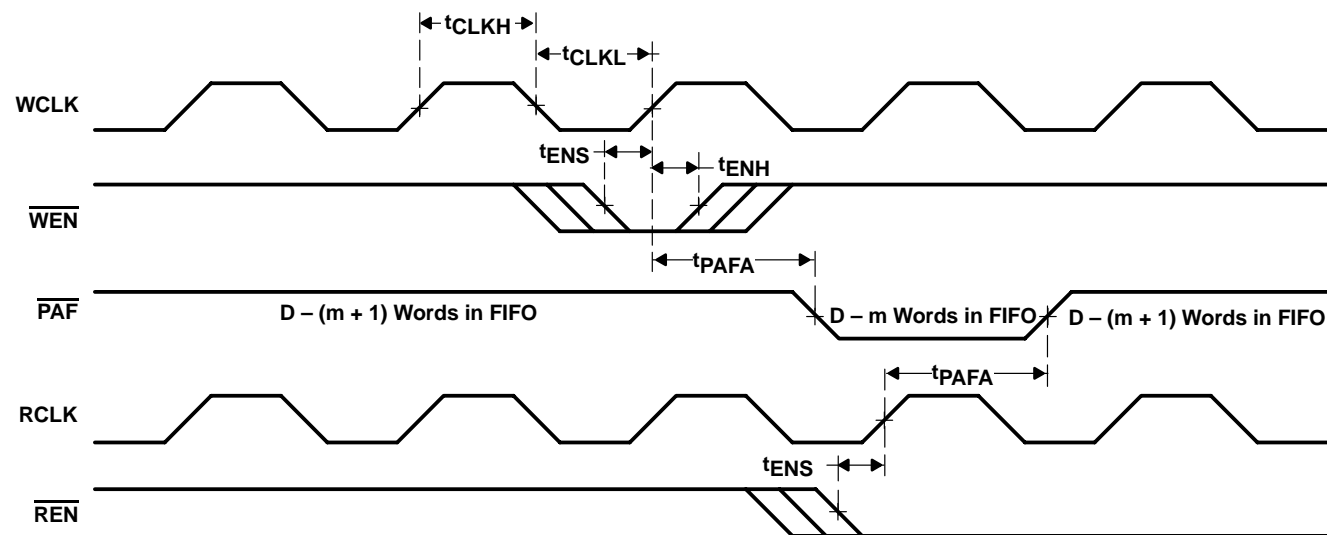 tCLKH
tCLKL
WCLK
tENS
tENH
WEN
tPAFA
PAF
D – (m + 1) Words in FIFO
D – m Words in FIFO
D – (m + 1) Words in FIFO
tPAFA
RCLK
tENS
REN